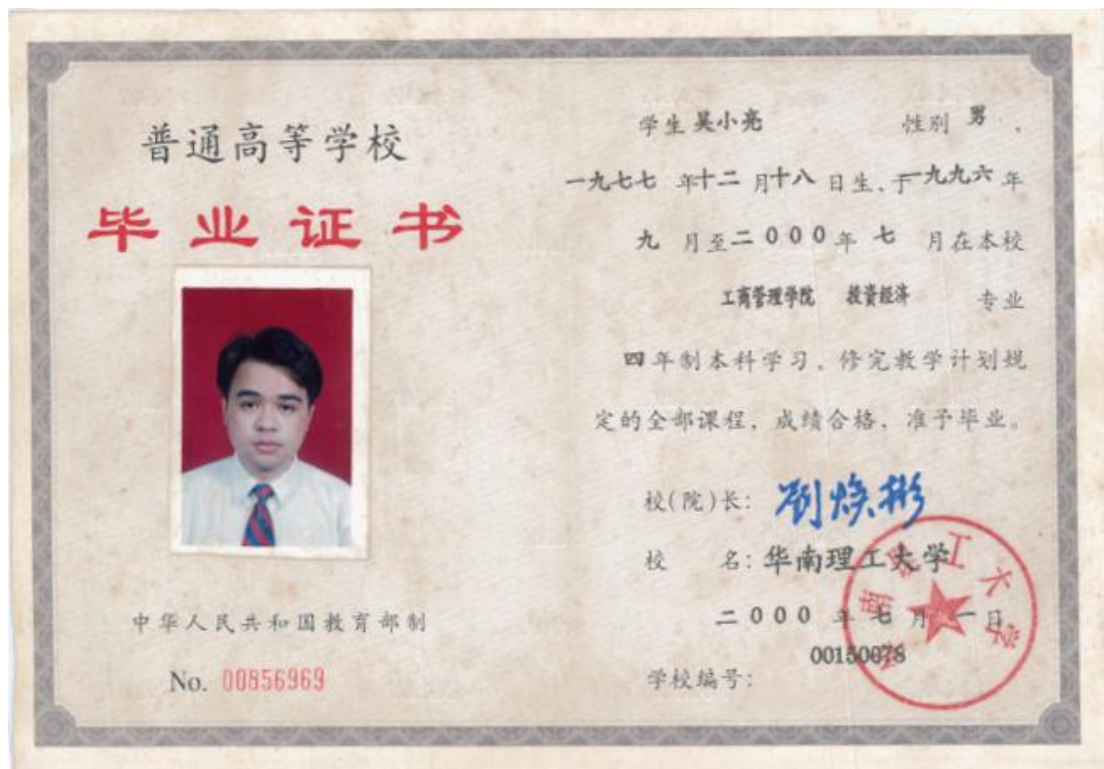 普通高等学校
毕业证书
中华人民共和国教育部制
No. 00856969
学生 吴小亮 性别 男 ,
一九七七 年十二 月十八 日生, 于一九九六 年
九 月至二000年 七 月在本校
工商管理学院 投资经济 专业
四年制本科学习, 修完教学计划规
定的全部课程, 成绩合格, 准予毕业。
校(院)长: 刘焕彬
校 名: 华南理工大学
二000 年 七 月 一 日
00150078
学校编号:
华南理工大学